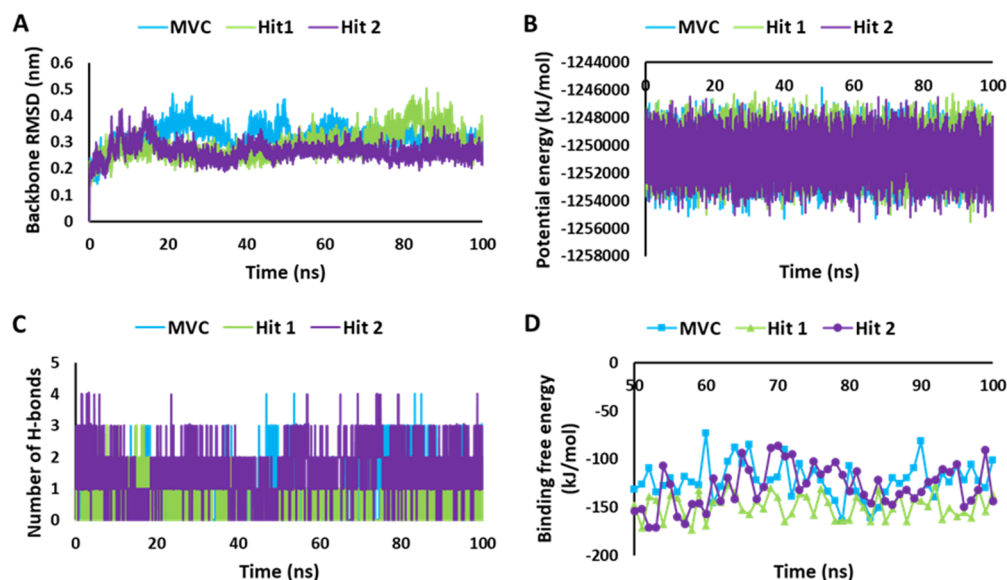 A
MVC Hit1 Hit 2
Backbone RMSD (nm)
0.6
0.5
0.4
0.3
0.2
0.1
0
0 20 40 60 80 100
Time (ns)
B
MVC Hit 1 Hit 2
Potential energy (kJ/mol)
-1244000
0 20 40 60 80 100
-1246000
-1248000
-1250000
-1252000
-1254000
-1256000
-1258000
Time (ns)
C
MVC Hit 1 Hit 2
Number of H-bonds
5
4
3
2
1
0
0 20 40 60 80 100
Time (ns)
D
MVC Hit 1 Hit 2
Binding free energy
(kJ/mol)
0
50 60 70 80 90 100
-50
-100
-150
-200
Time (ns)